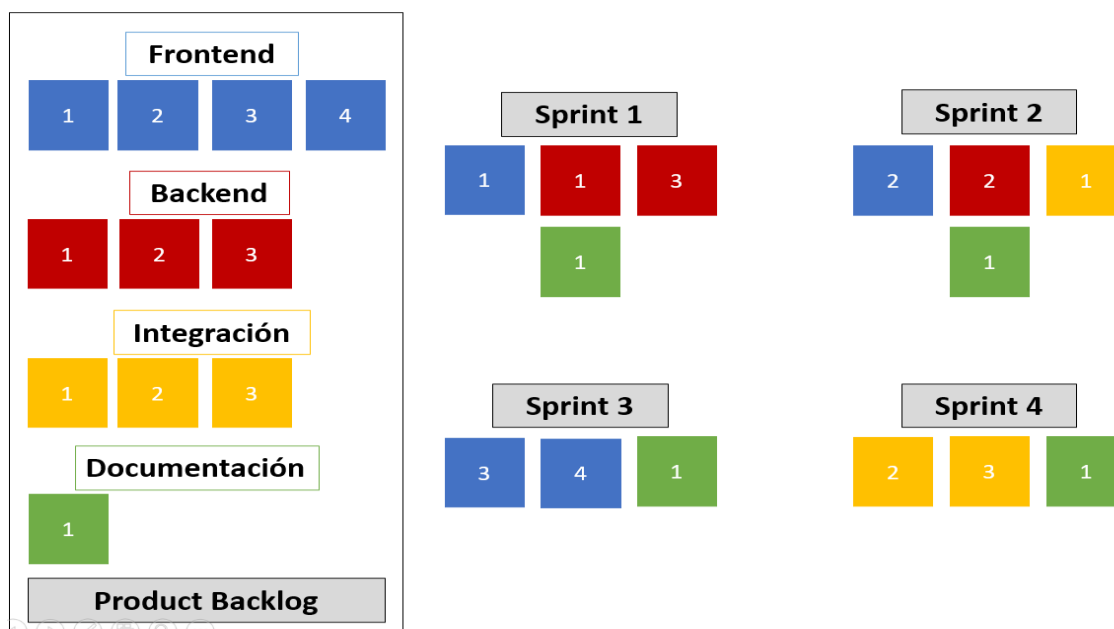 Frontend
1 2 3 4
Backend
1 2 3
Integración
1 2 3
Documentación
1
Product Backlog
Sprint 1
1 1 3
1
Sprint 2
2 2 1
1
Sprint 3
3 4 1
Sprint 4
2 3 1